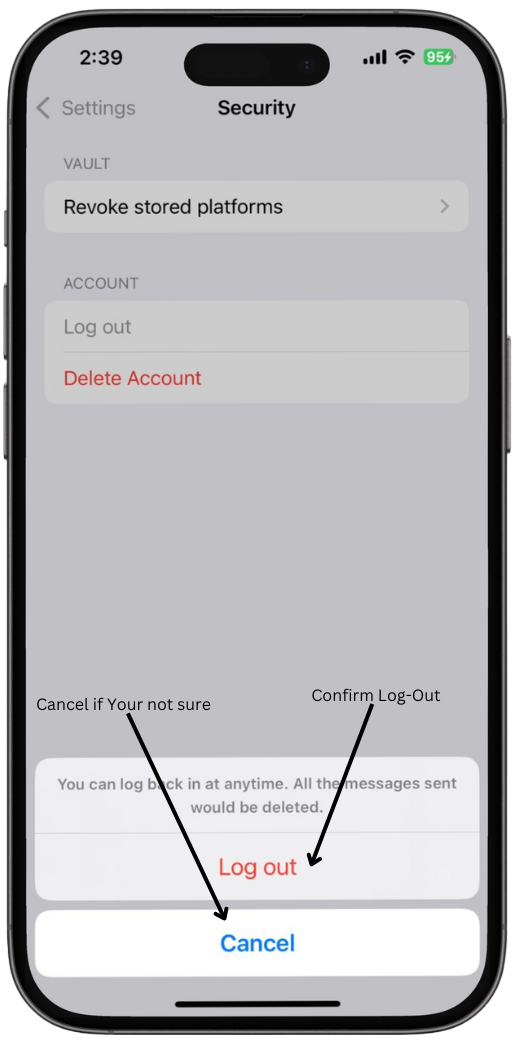 2:39
95
Settings
Security
VAULT
Revoke stored platforms
ACCOUNT
Log out
Delete Account
Cancel if Your not sure
Confirm Log-Out
You can log back in at anytime. All the messages sent
would be deleted.
Log out
Cancel